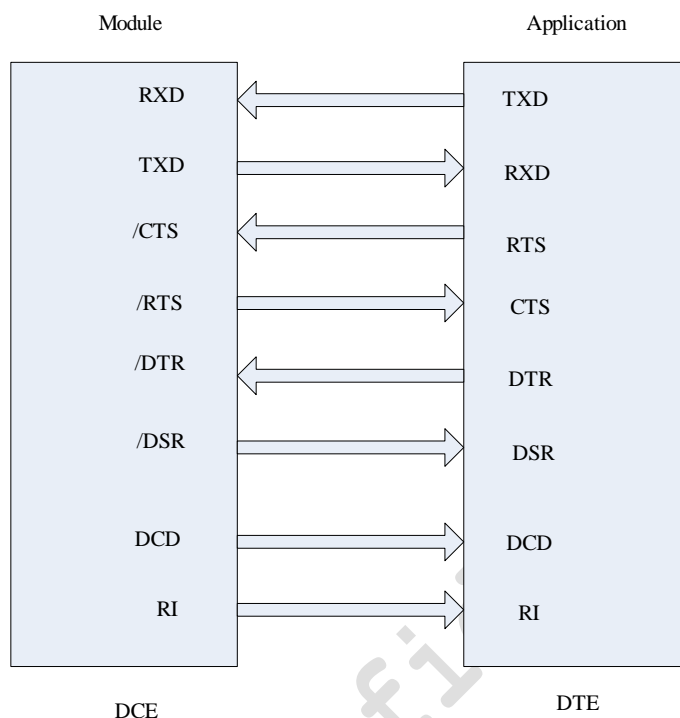 Module Application
RXD TXD
TXD RXD
/CTS RTS
/RTS CTS
/DTR DTR
/DSR DSR
DCD DCD
RI RI
DCE DTE